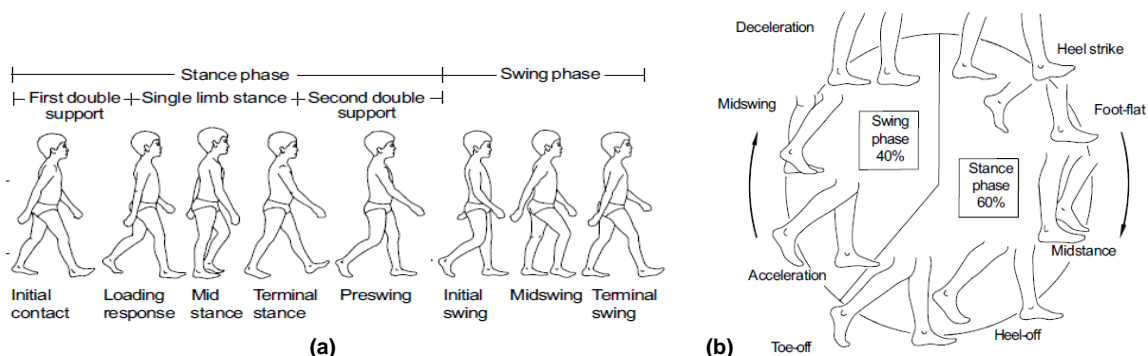 Stance phase
Swing phase
First double
support
Single limb stance
Second double
support
Initial
contact
Loading
response
Mid
stance
Terminal
stance
Preswing
Initial
swing
Midswing
Terminal
swing
(a)
Deceleration
Heel strike
Midswing
Foot-flat
Swing
phase
40%
Stance
phase
60%
Midstance
Acceleration
Heel-off
Toe-off
(b)